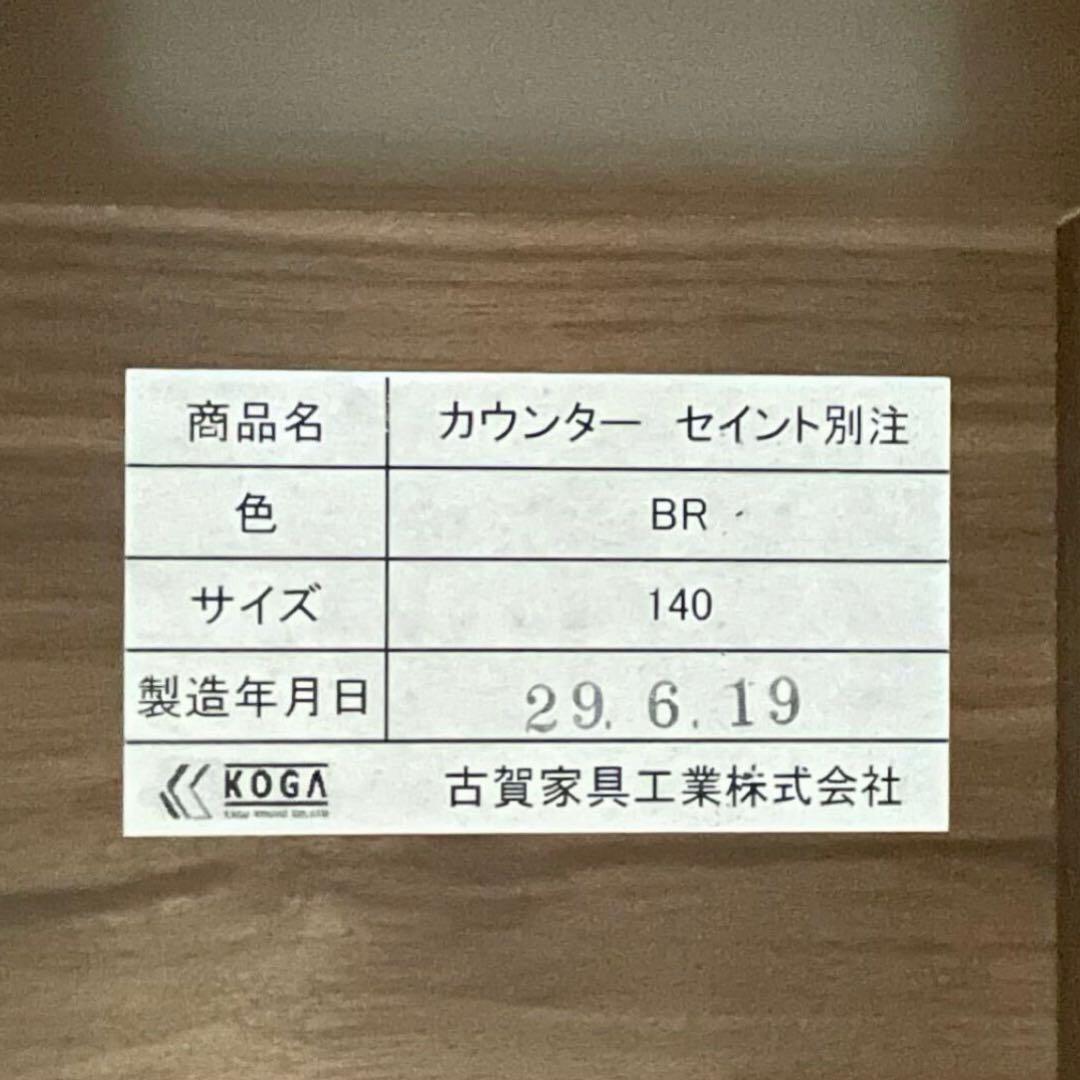 商品名 カウンター セイント別注
色 BR
サイズ 140
製造年月日 29. 6. 19
KOGA 古賀家具工業株式会社